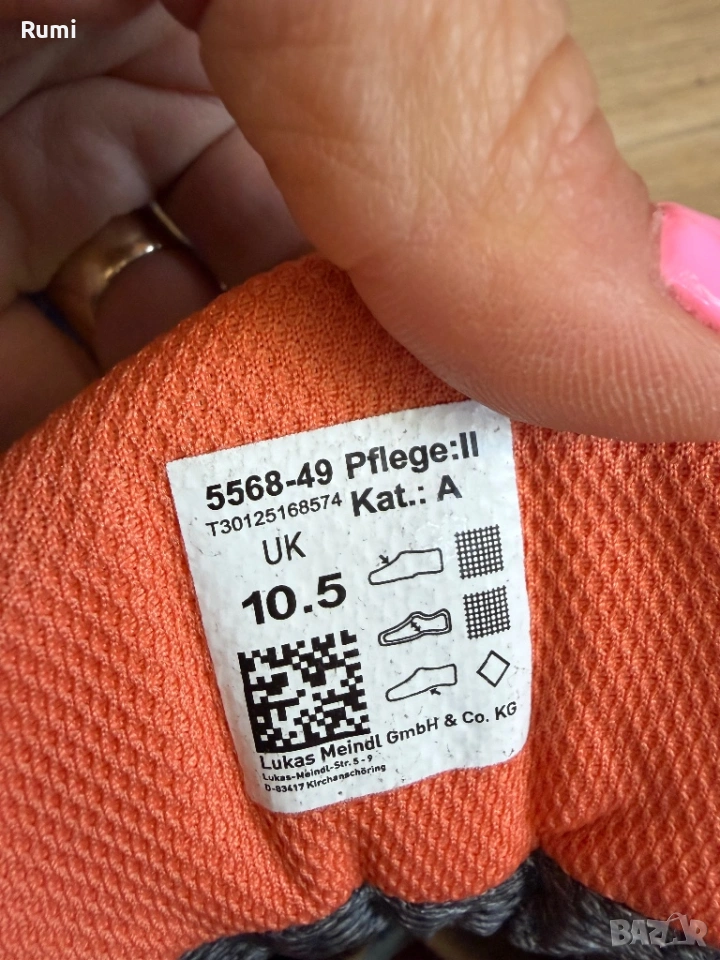 Rumi
5568-49 Pflege:II
T30125168574 Kat.: A
UK
10.5
Lukas Meindl GmbH & Co. KG
Lukas-Meindl-Str. 5 - 9
D-83417 Kirchanschöring
BAZAR